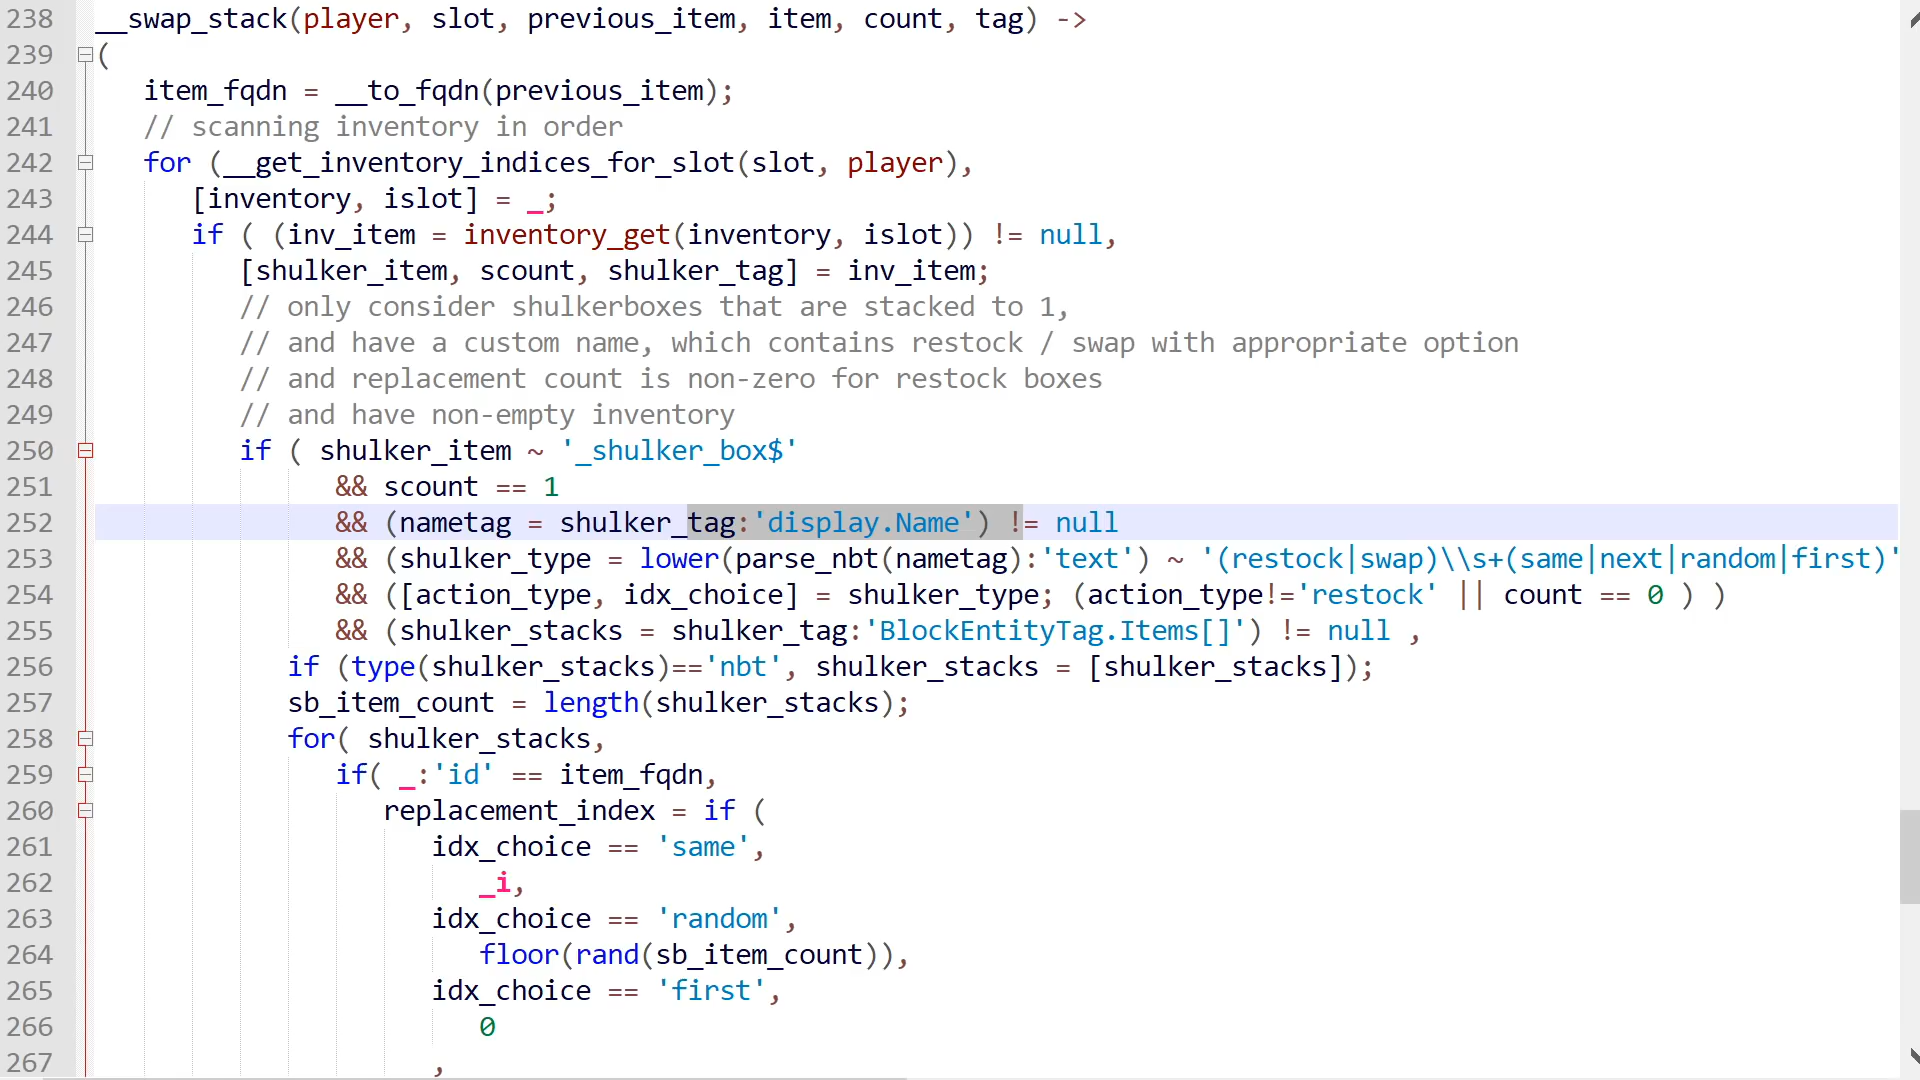 238 __swap_stack(player, slot, previous_item, item, count, tag) ->
239 (
240 item_fqdn = __to_fqdn(previous_item);
241 // scanning inventory in order
242 for (__get_inventory_indices_for_slot(slot, player),
243 [inventory, islot] = _;
244 if ( (inv_item = inventory_get(inventory, islot)) != null,
245 [shulker_item, scount, shulker_tag] = inv_item;
246 // only consider shulkerboxes that are stacked to 1,
247 // and have a custom name, which contains restock / swap with appropriate option
248 // and replacement count is non-zero for restock boxes
249 // and have non-empty inventory
250 if ( shulker_item ~ '_shulker_box$'
251 && scount == 1
252 && (nametag = shulker_tag:'display.Name') != null
253 && (shulker_type = lower(parse_nbt(nametag):'text') ~ '(restock|swap)\\s+(same|next|random|first)'
254 && ([action_type, idx_choice] = shulker_type; (action_type!='restock' || count == 0 ) )
255 && (shulker_stacks = shulker_tag:'BlockEntityTag.Items[]') != null ,
256 if (type(shulker_stacks)=='nbt', shulker_stacks = [shulker_stacks]);
257 sb_item_count = length(shulker_stacks);
258 for( shulker_stacks,
259 if( _:'id' == item_fqdn,
260 replacement_index = if (
261 idx_choice == 'same',
262 _i,
263 idx_choice == 'random',
264 floor(rand(sb_item_count)),
265 idx_choice == 'first',
266 0
267 ,